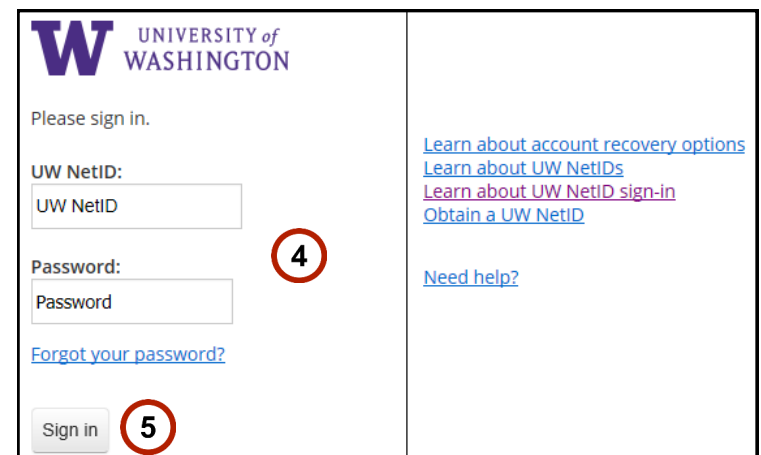 W UNIVERSITY of
WASHINGTON
Please sign in.
UW NetID:
UW NetID
4
Password:
Password
Forgot your password?
Sign in 5
Learn about account recovery options
Learn about UW NetIDs
Learn about UW NetID sign-in
Obtain a UW NetID
Need help?